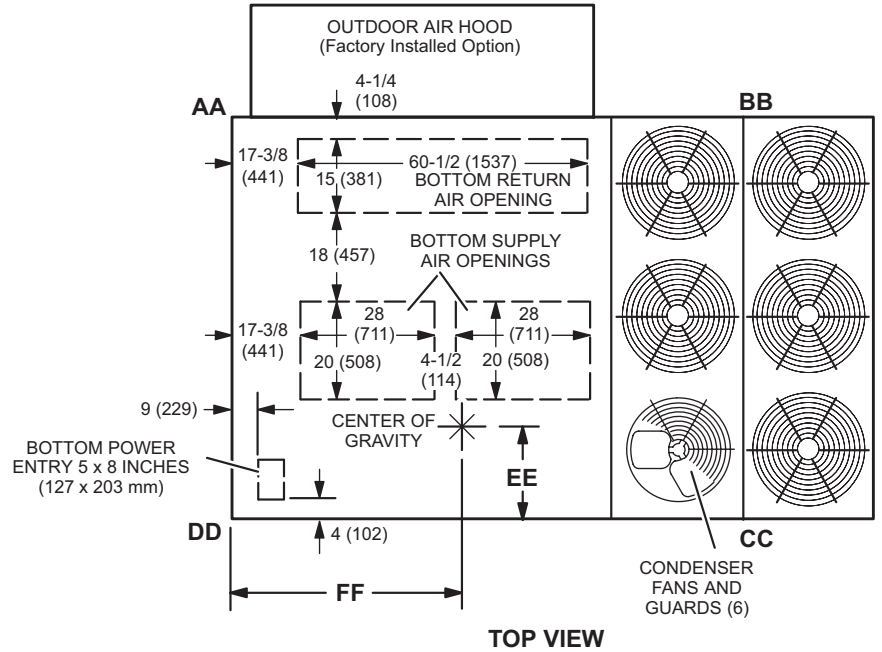 OUTDOOR AIR HOOD
(Factory Installed Option)
4-1/4
(108)
AA
BB
17-3/8
(441)
60-1/2 (1537)
15 (381)
BOTTOM RETURN
AIR OPENING
18 (457)
BOTTOM SUPPLY
AIR OPENINGS
17-3/8
(441)
28
(711)
28
(711)
20 (508)
4-1/2
(114)
20 (508)
9 (229)
CENTER OF
GRAVITY
BOTTOM POWER
ENTRY 5 x 8 INCHES
(127 x 203 mm)
EE
DD
4 (102)
CC
FF
CONDENSER
FANS AND
GUARDS (6)
TOP VIEW